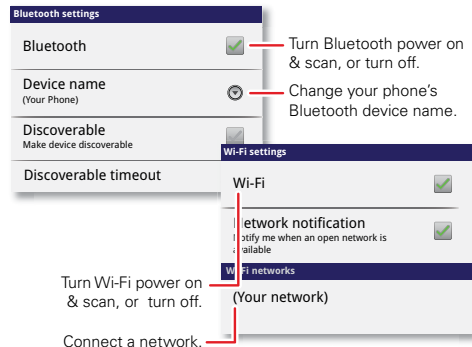 Bluetooth settings
Bluetooth
Turn Bluetooth power on
& scan, or turn off.
Device name
(Your Phone)
Change your phone's
Bluetooth device name.
Discoverable
Make device discoverable
Discoverable timeout
Wi-Fi settings
Wi-Fi
Network notification
Notify me when an open network is
available
Wi-Fi networks
(Your network)
Turn Wi-Fi power on
& scan, or turn off.
Connect a network.